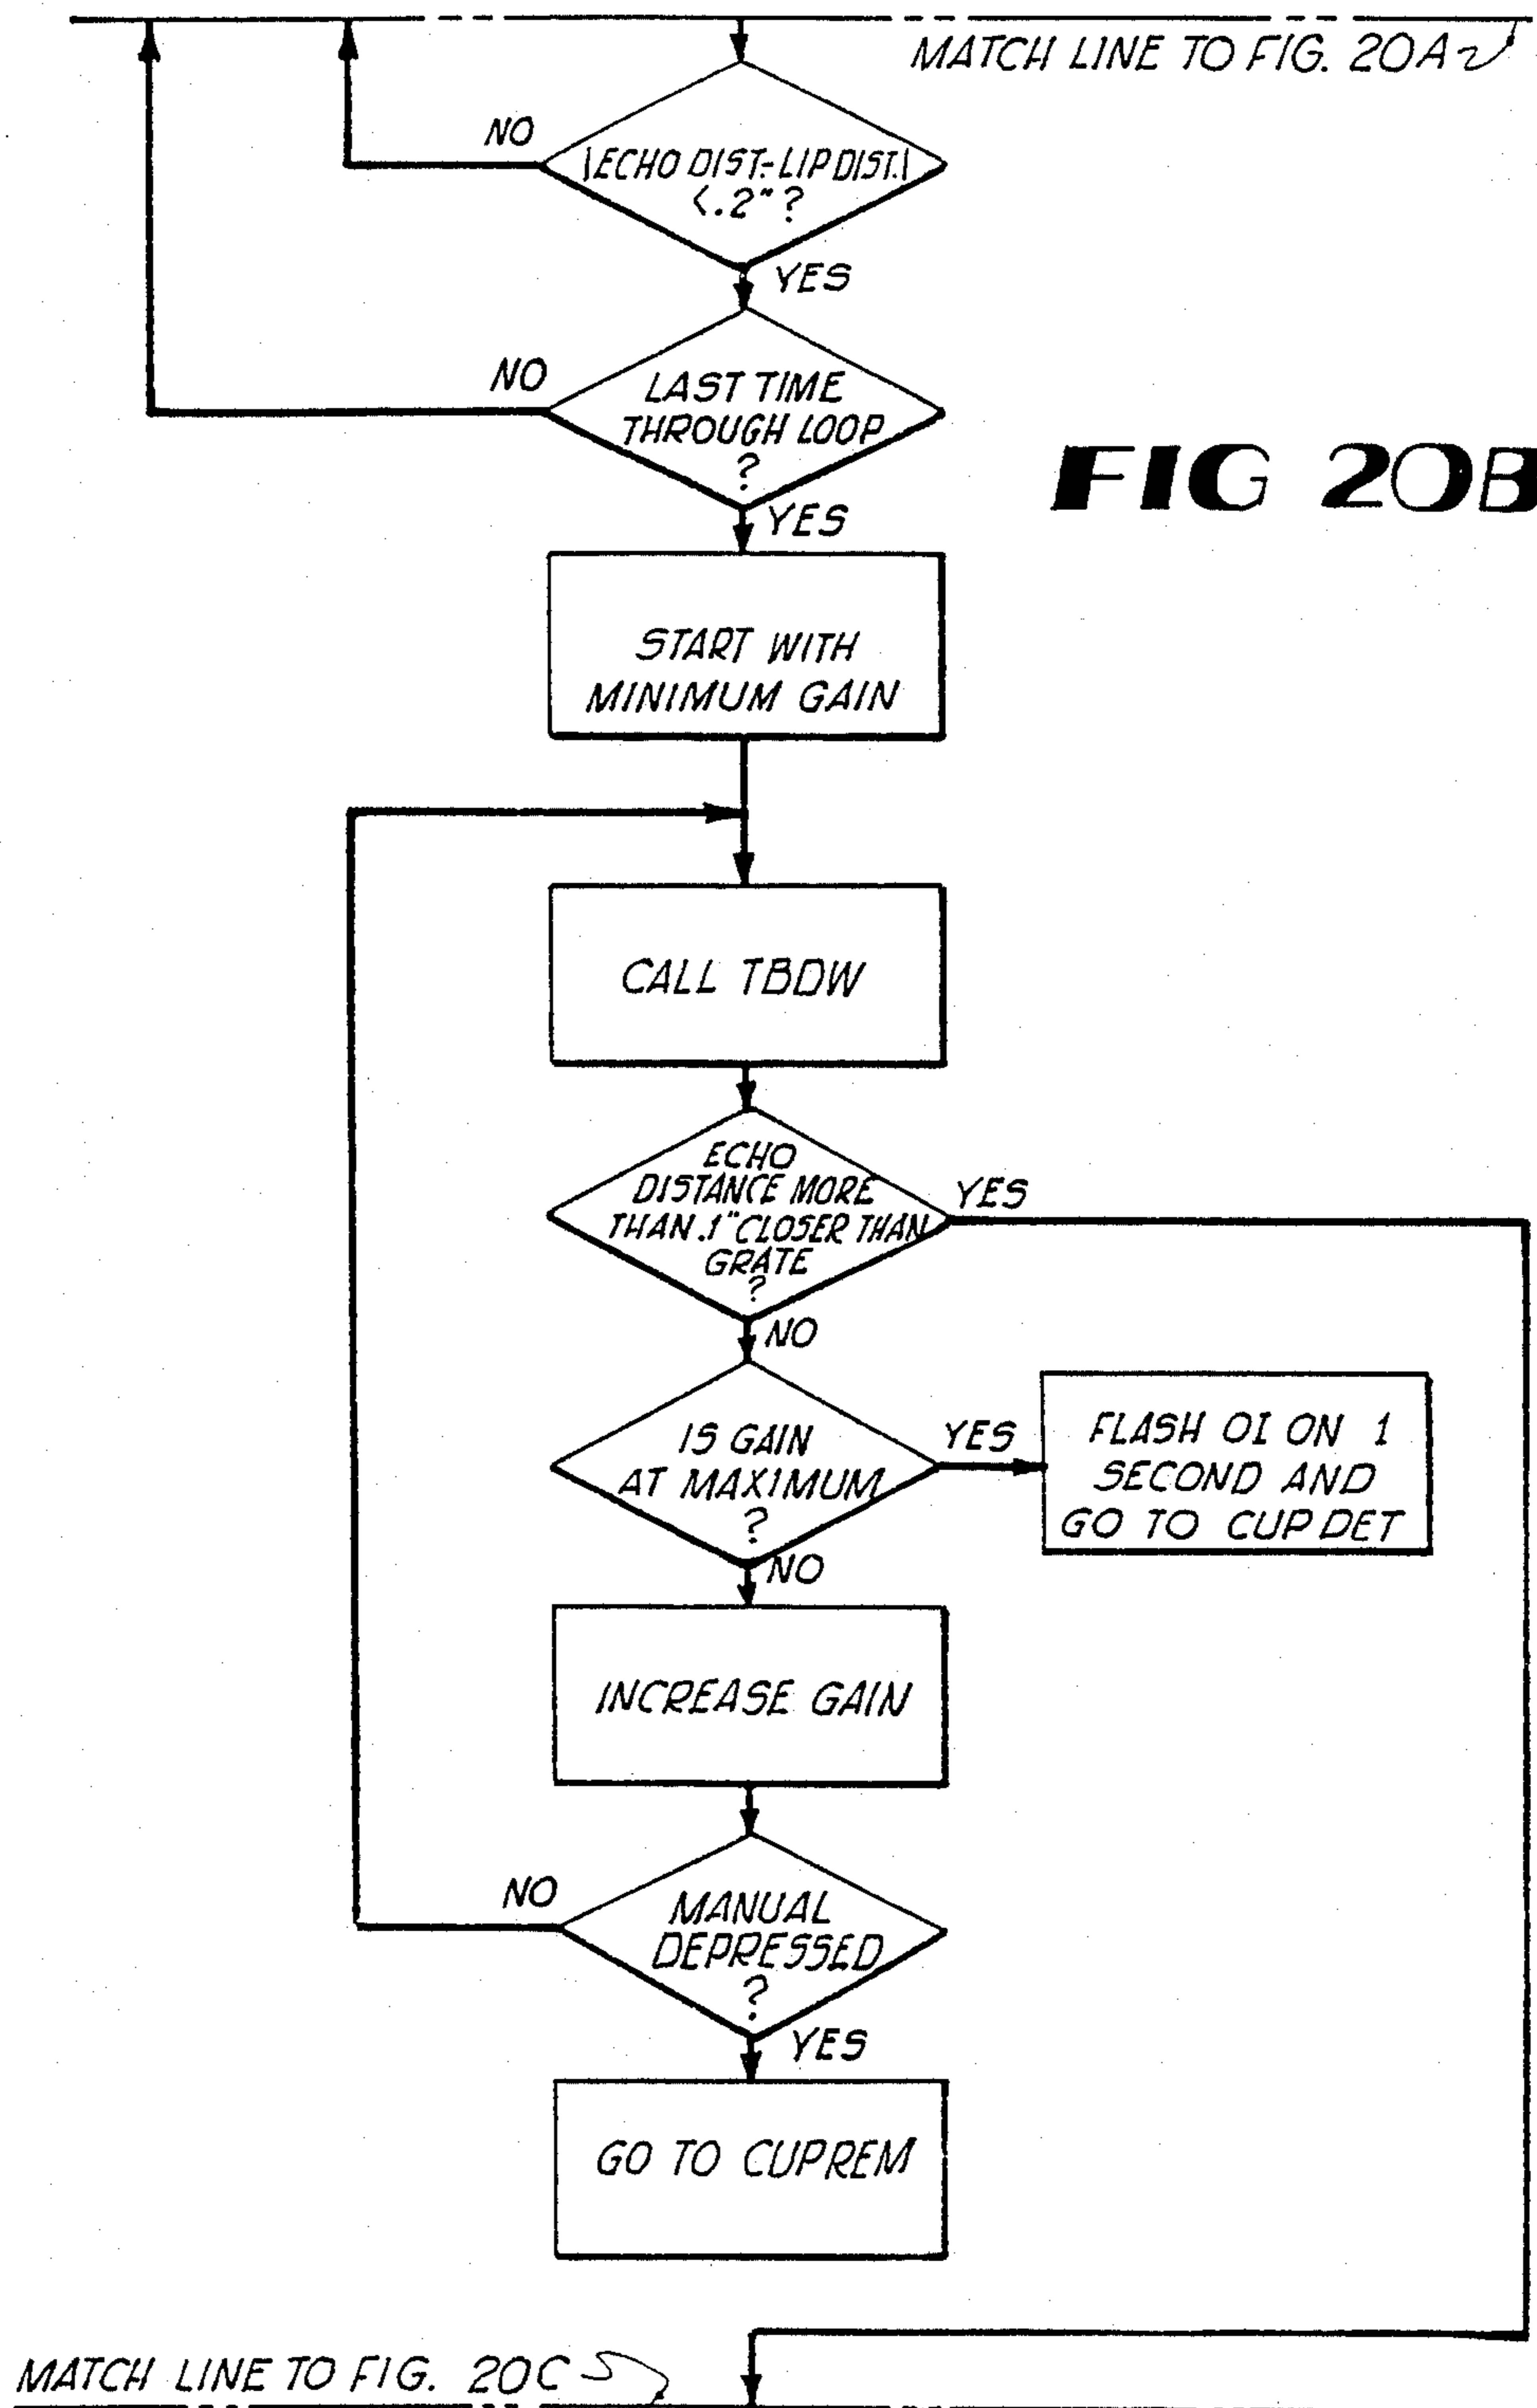 MATCH LINE TO FIG. 20A
NO
|ECHO DIST.-LIP DIST.|
<.2" ?
YES
NO
LAST TIME
THROUGH LOOP
?
FIG 20B
YES
START WITH
MINIMUM GAIN
CALL TBDW
ECHO
DISTANCE MORE
THAN .1" CLOSER THAN
GRATE
?
YES
NO
IS GAIN
AT MAXIMUM
?
YES
FLASH OI ON 1
SECOND AND
GO TO CUPDET
NO
INCREASE GAIN
NO
MANUAL
DEPRESSED
?
YES
GO TO CUPREM
MATCH LINE TO FIG. 20C